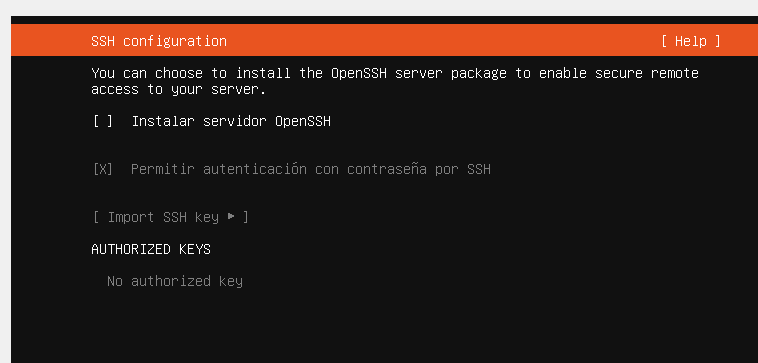 SSH configuration [ Help ]
You can choose to install the OpenSSH server package to enable secure remote
access to your server.
[ ] Instalar servidor OpenSSH
[X] Permitir autenticación con contraseña por SSH
[ Import SSH key ▸ ]
AUTHORIZED KEYS
No authorized key